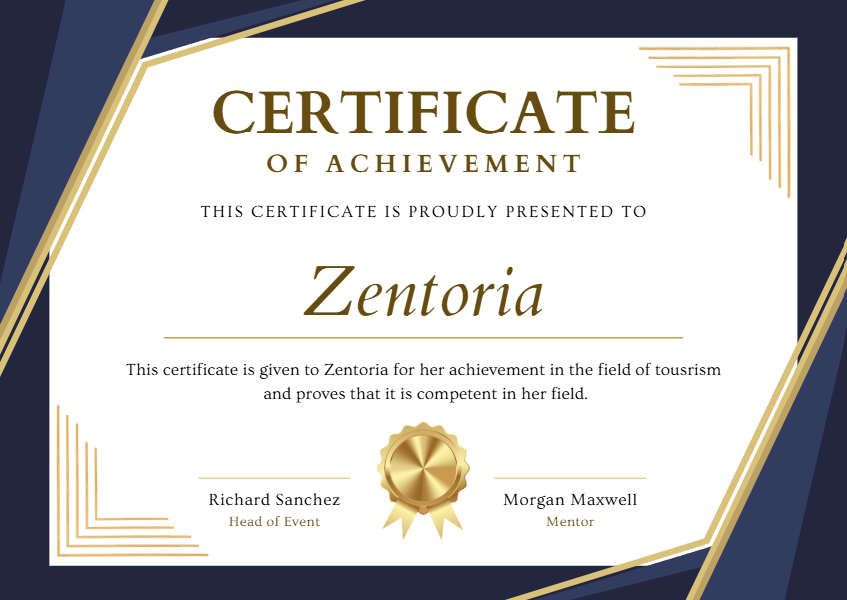 CERTIFICATE
OF ACHIEVEMENT
THIS CERTIFICATE IS PROUDLY PRESENTED TO
Zentoria
This certificate is given to Zentoria for her achievement in the field of tousrism
and proves that it is competent in her field.
Richard Sanchez
Head of Event
Morgan Maxwell
Mentor